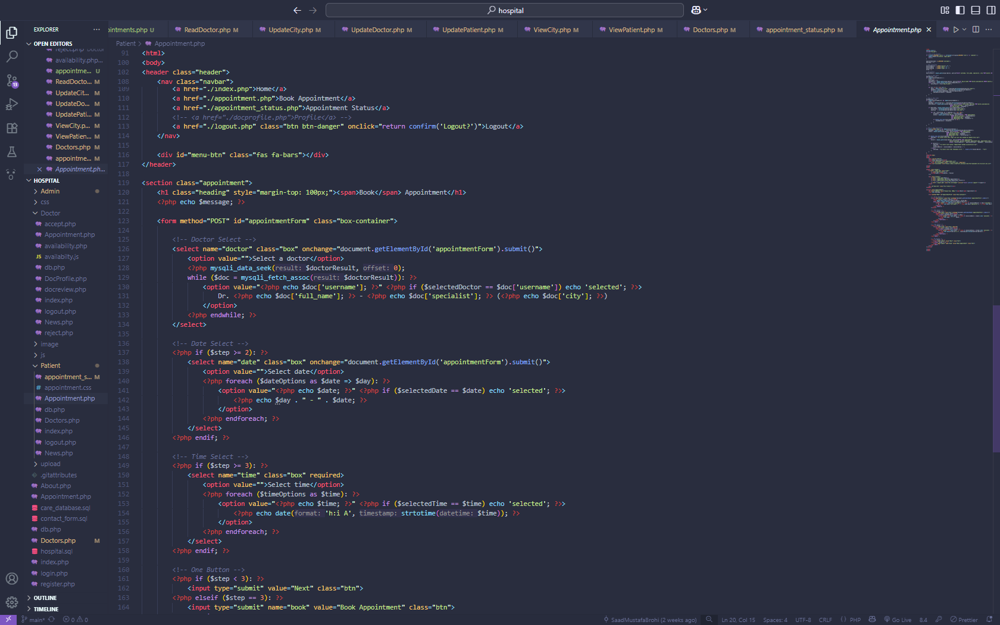 hospital
EXPLORER
OPEN EDITORS
reject.php Doctor
availability.php...
appointme... U
ReadDocto... M
UpdateCit... M
UpdateDo... M
UpdatePati... M
ViewCity.p... M
ViewPatien... M
Doctors.php M
appointme... M
Appointment.ph...
HOSPITAL
Admin
css
Doctor
accept.php
Appointment.php
availability.php
JS availabilty.js
db.php
DocProfile.php
docreview.php
index.php
logout.php
News.php
reject.php
image
js
Patient
appointment_s... M
# appointment.css
Appointment.php
db.php
Doctors.php
index.php
logout.php
News.php
upload
.gitattributes
About.php
Appointment.php
care_database.sql
contact_form.sql
db.php
Doctors.php M
hospital.sql
index.php
login.php
register.php
OUTLINE
TIMELINE
13
ointments.php U
ReadDoctor.php M
UpdateCity.php M
UpdateDoctor.php M
UpdatePatient.php M
ViewCity.php M
ViewPatient.php M
Doctors.php M
appointment_status.php M
Appointment.php
Patient > Appointment.php
91 <html>
100 <body>
102 <header class="header">
108 <nav class="navbar">
109 <a href="./index.php">Home</a>
110 <a href="./appointment.php">Book Appointment</a>
111 <a href="./appointment_status.php">Appointment Status</a>
112 <!-- <a href="./docprofile.php">Profile</a> -->
113 <a href="./logout.php" class="btn btn-danger" onclick="return confirm('Logout?')">Logout</a>
114 </nav>
115
116 <div id="menu-btn" class="fas fa-bars"></div>
117 </header>
118
119 <section class="appointment">
120 <h1 class="heading" style="margin-top: 100px;"><span>Book</span> Appointment</h1>
121 <?php echo $message; ?>
122
123 <form method="POST" id="appointmentForm" class="box-container">
124
125 <!-- Doctor Select -->
126 <select name="doctor" class="box" onchange="document.getElementById('appointmentForm').submit()">
127 <option value="">Select a doctor</option>
128 <?php mysqli_data_seek(result: $doctorResult, offset: 0);
129 while ($doc = mysqli_fetch_assoc(result: $doctorResult)): ?>
130 <option value="<?php echo $doc['username']; ?>" <?php if ($selectedDoctor == $doc['username']) echo 'selected'; ?>>
131 Dr. <?php echo $doc['full_name']; ?> - <?php echo $doc['specialist']; ?> (<?php echo $doc['city']; ?>)
132 </option>
133 <?php endwhile; ?>
134 </select>
135
136 <!-- Date Select -->
137 <?php if ($step >= 2): ?>
138 <select name="date" class="box" onchange="document.getElementById('appointmentForm').submit()">
139 <option value="">Select date</option>
140 <?php foreach ($dateOptions as $date => $day): ?>
141 <option value="<?php echo $date; ?>" <?php if ($selectedDate == $date) echo 'selected'; ?>>
142 <?php echo $day . " - " . $date; ?>
143 </option>
144 <?php endforeach; ?>
145 </select>
146 <?php endif; ?>
147
148 <!-- Time Select -->
149 <?php if ($step >= 3): ?>
150 <select name="time" class="box" required>
151 <option value="">Select time</option>
152 <?php foreach ($timeOptions as $time): ?>
153 <option value="<?php echo $time; ?>" <?php if ($selectedTime == $time) echo 'selected'; ?>>
154 <?php echo date(format: 'h:i A', timestamp: strtotime(datetime: $time)); ?>
155 </option>
156 <?php endforeach; ?>
157 </select>
158 <?php endif; ?>
159
160 <!-- One Button -->
161 <?php if ($step < 3): ?>
162 <input type="submit" value="Next" class="btn">
163 <?php elseif ($step == 3): ?>
164 <input type="submit" name="book" value="Book Appointment" class="btn">
main* 0 0
SaadMustafaBrohi (2 weeks ago) Ln 20, Col 15 Spaces: 4 UTF-8 CRLF {} PHP Go Live 8.4 Prettier